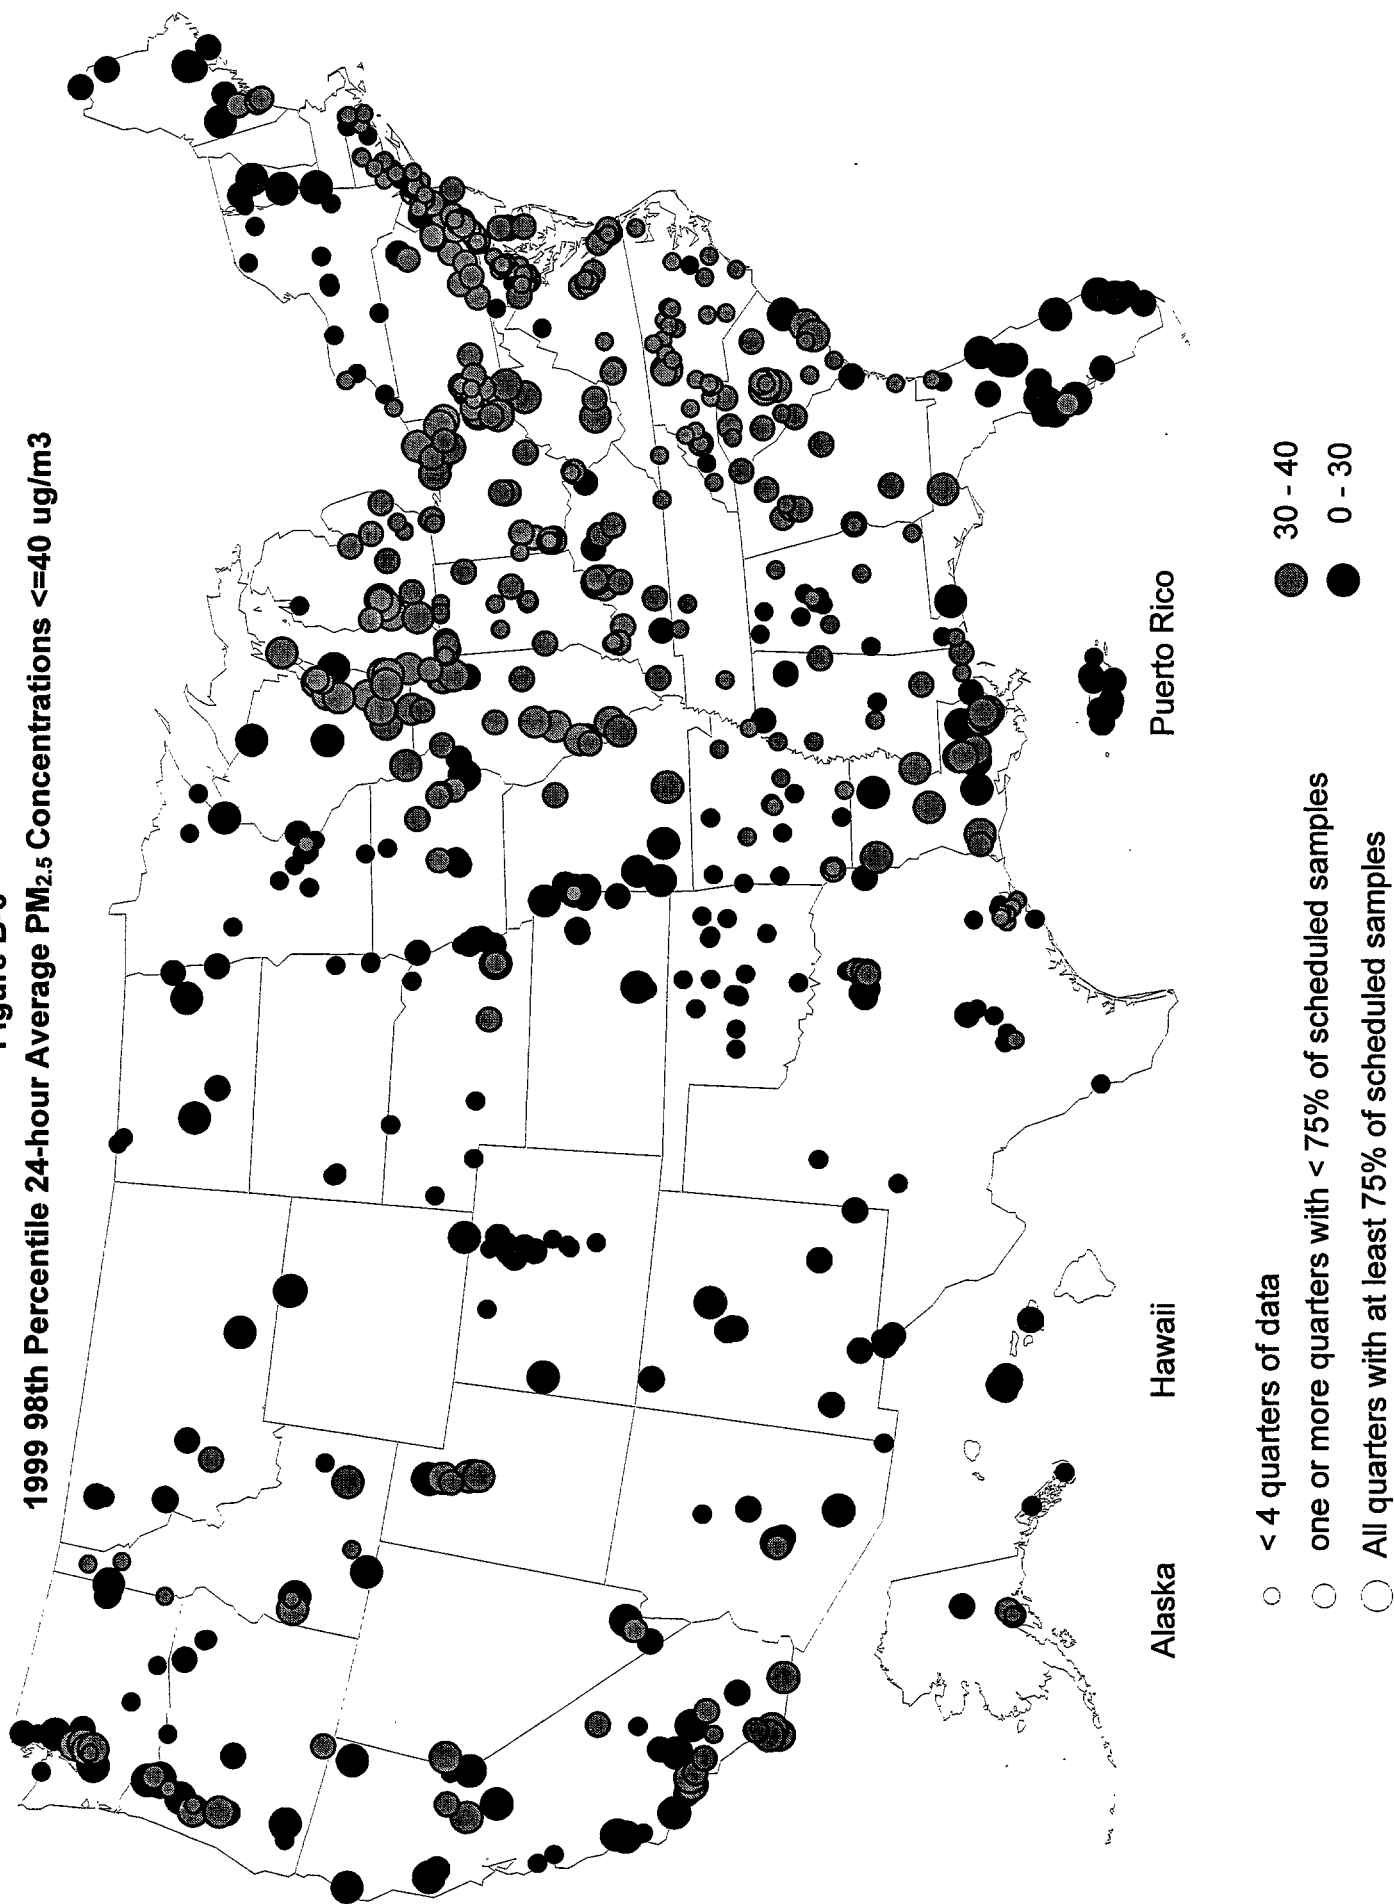 1999 98th Percentile 24-hour Average PM2.5 Concentrations <=40 ug/m3
Alaska
Hawaii
Puerto Rico
< 4 quarters of data
one or more quarters with < 75% of scheduled samples
All quarters with at least 75% of scheduled samples
30 - 40
0 - 30